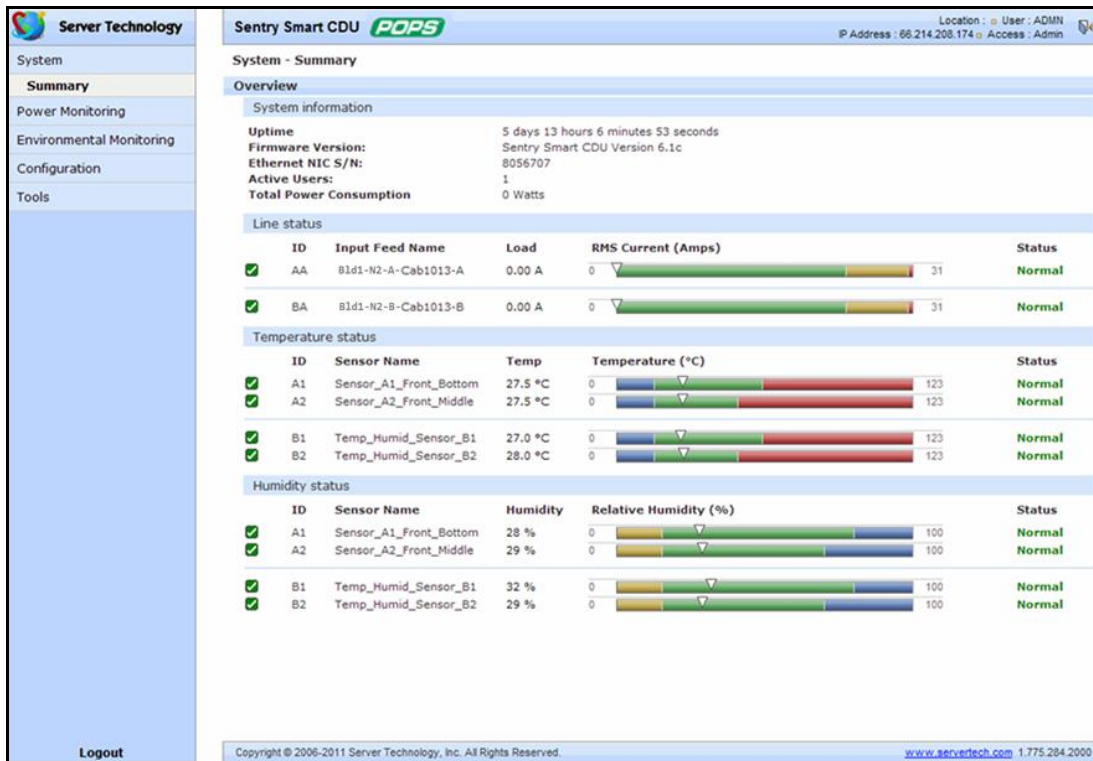 Server Technology
Sentry Smart CDU POPS
Location : User : ADMN
IP Address : 66.214.208.174 Access : Admin
System
Summary
Power Monitoring
Environmental Monitoring
Configuration
Tools
Logout
System - Summary
Overview
System information
Uptime 5 days 13 hours 6 minutes 53 seconds
Firmware Version: Sentry Smart CDU Version 6.1c
Ethernet NIC S/N: 8056707
Active Users: 1
Total Power Consumption 0 Watts
Line status
ID Input Feed Name Load RMS Current (Amps) Status
AA Bld1-N2-A-Cab1013-A 0.00 A 0 31 Normal
BA Bld1-N2-B-Cab1013-B 0.00 A 0 31 Normal
Temperature status
ID Sensor Name Temp Temperature (°C) Status
A1 Sensor_A1_Front_Bottom 27.5 °C 0 123 Normal
A2 Sensor_A2_Front_Middle 27.5 °C 0 123 Normal
B1 Temp_Humid_Sensor_B1 27.0 °C 0 123 Normal
B2 Temp_Humid_Sensor_B2 28.0 °C 0 123 Normal
Humidity status
ID Sensor Name Humidity Relative Humidity (%) Status
A1 Sensor_A1_Front_Bottom 28 % 0 100 Normal
A2 Sensor_A2_Front_Middle 29 % 0 100 Normal
B1 Temp_Humid_Sensor_B1 32 % 0 100 Normal
B2 Temp_Humid_Sensor_B2 29 % 0 100 Normal
Copyright © 2006-2011 Server Technology, Inc. All Rights Reserved.
www.servertech.com 1.775.284.2000